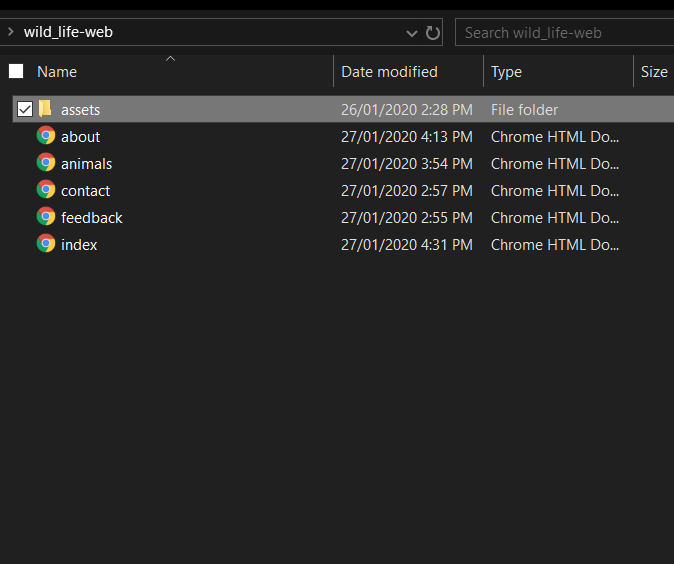 wild_life-web Search wild_life-web
Name Date modified Type Size
assets 26/01/2020 2:28 PM File folder
about 27/01/2020 4:13 PM Chrome HTML Do...
animals 27/01/2020 3:54 PM Chrome HTML Do...
contact 27/01/2020 2:57 PM Chrome HTML Do...
feedback 27/01/2020 2:55 PM Chrome HTML Do...
index 27/01/2020 4:31 PM Chrome HTML Do...